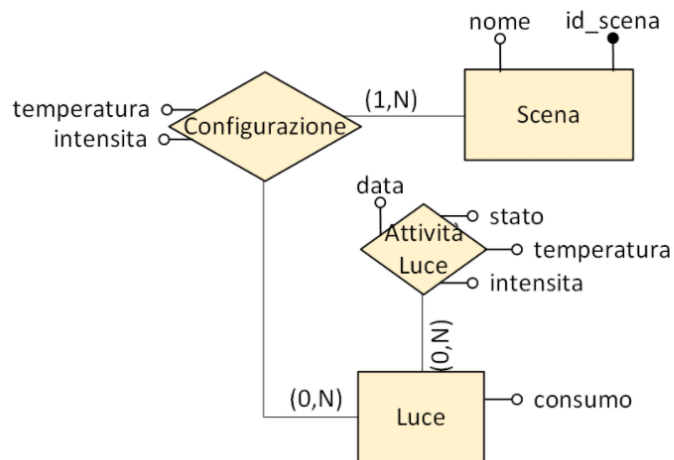 nome
id_scena
temperatura
intensita
Configurazione
(1,N)
Scena
data
Attività
Luce
stato
temperatura
intensita
(0,N)
(0,N)
Luce
consumo